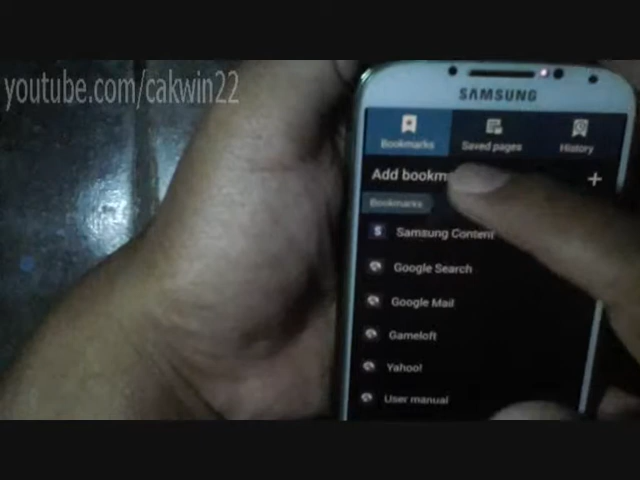 youtube.com/cakwin22
SAMSUNG
Bookmarks
Saved pages
History
Add bookm
+
Bookmarks
S
Samsung Content
Google Search
Google Mail
Gameloft
Yahoo!
User manual